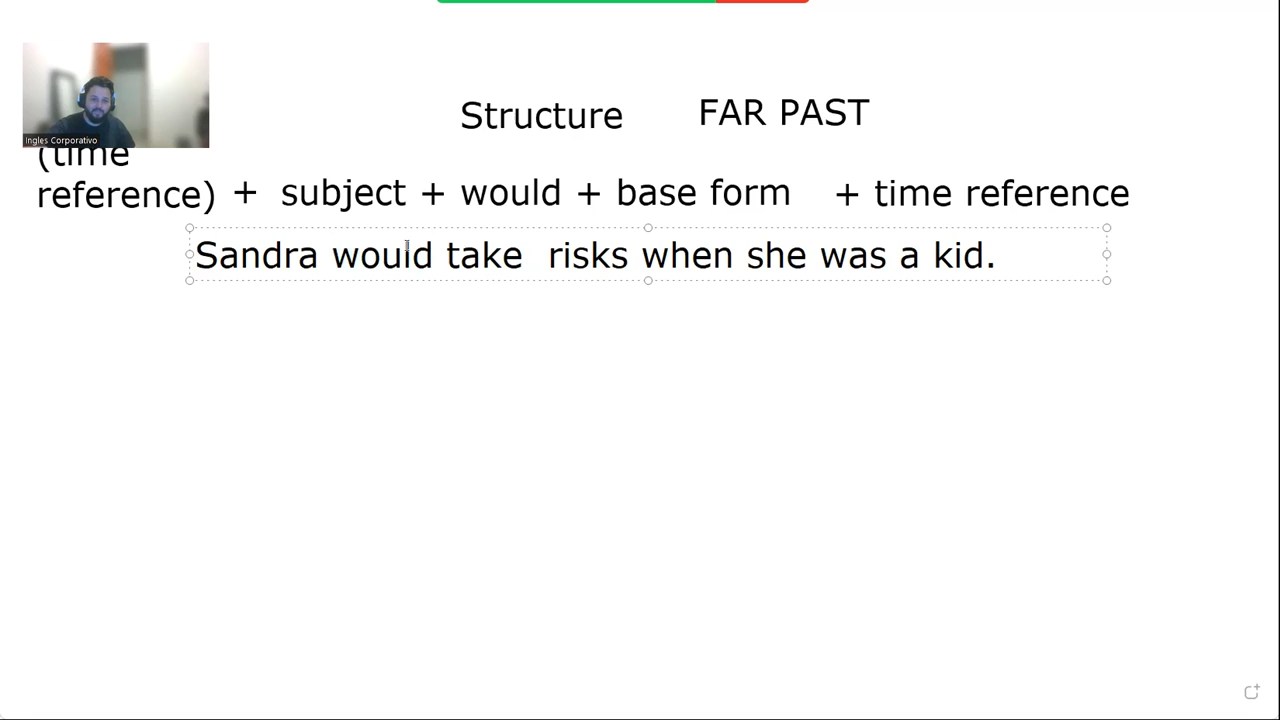 Structure FAR PAST
Ingles Corporativo
(time
reference) + subject + would + base form + time reference
Sandra would take risks when she was a kid.